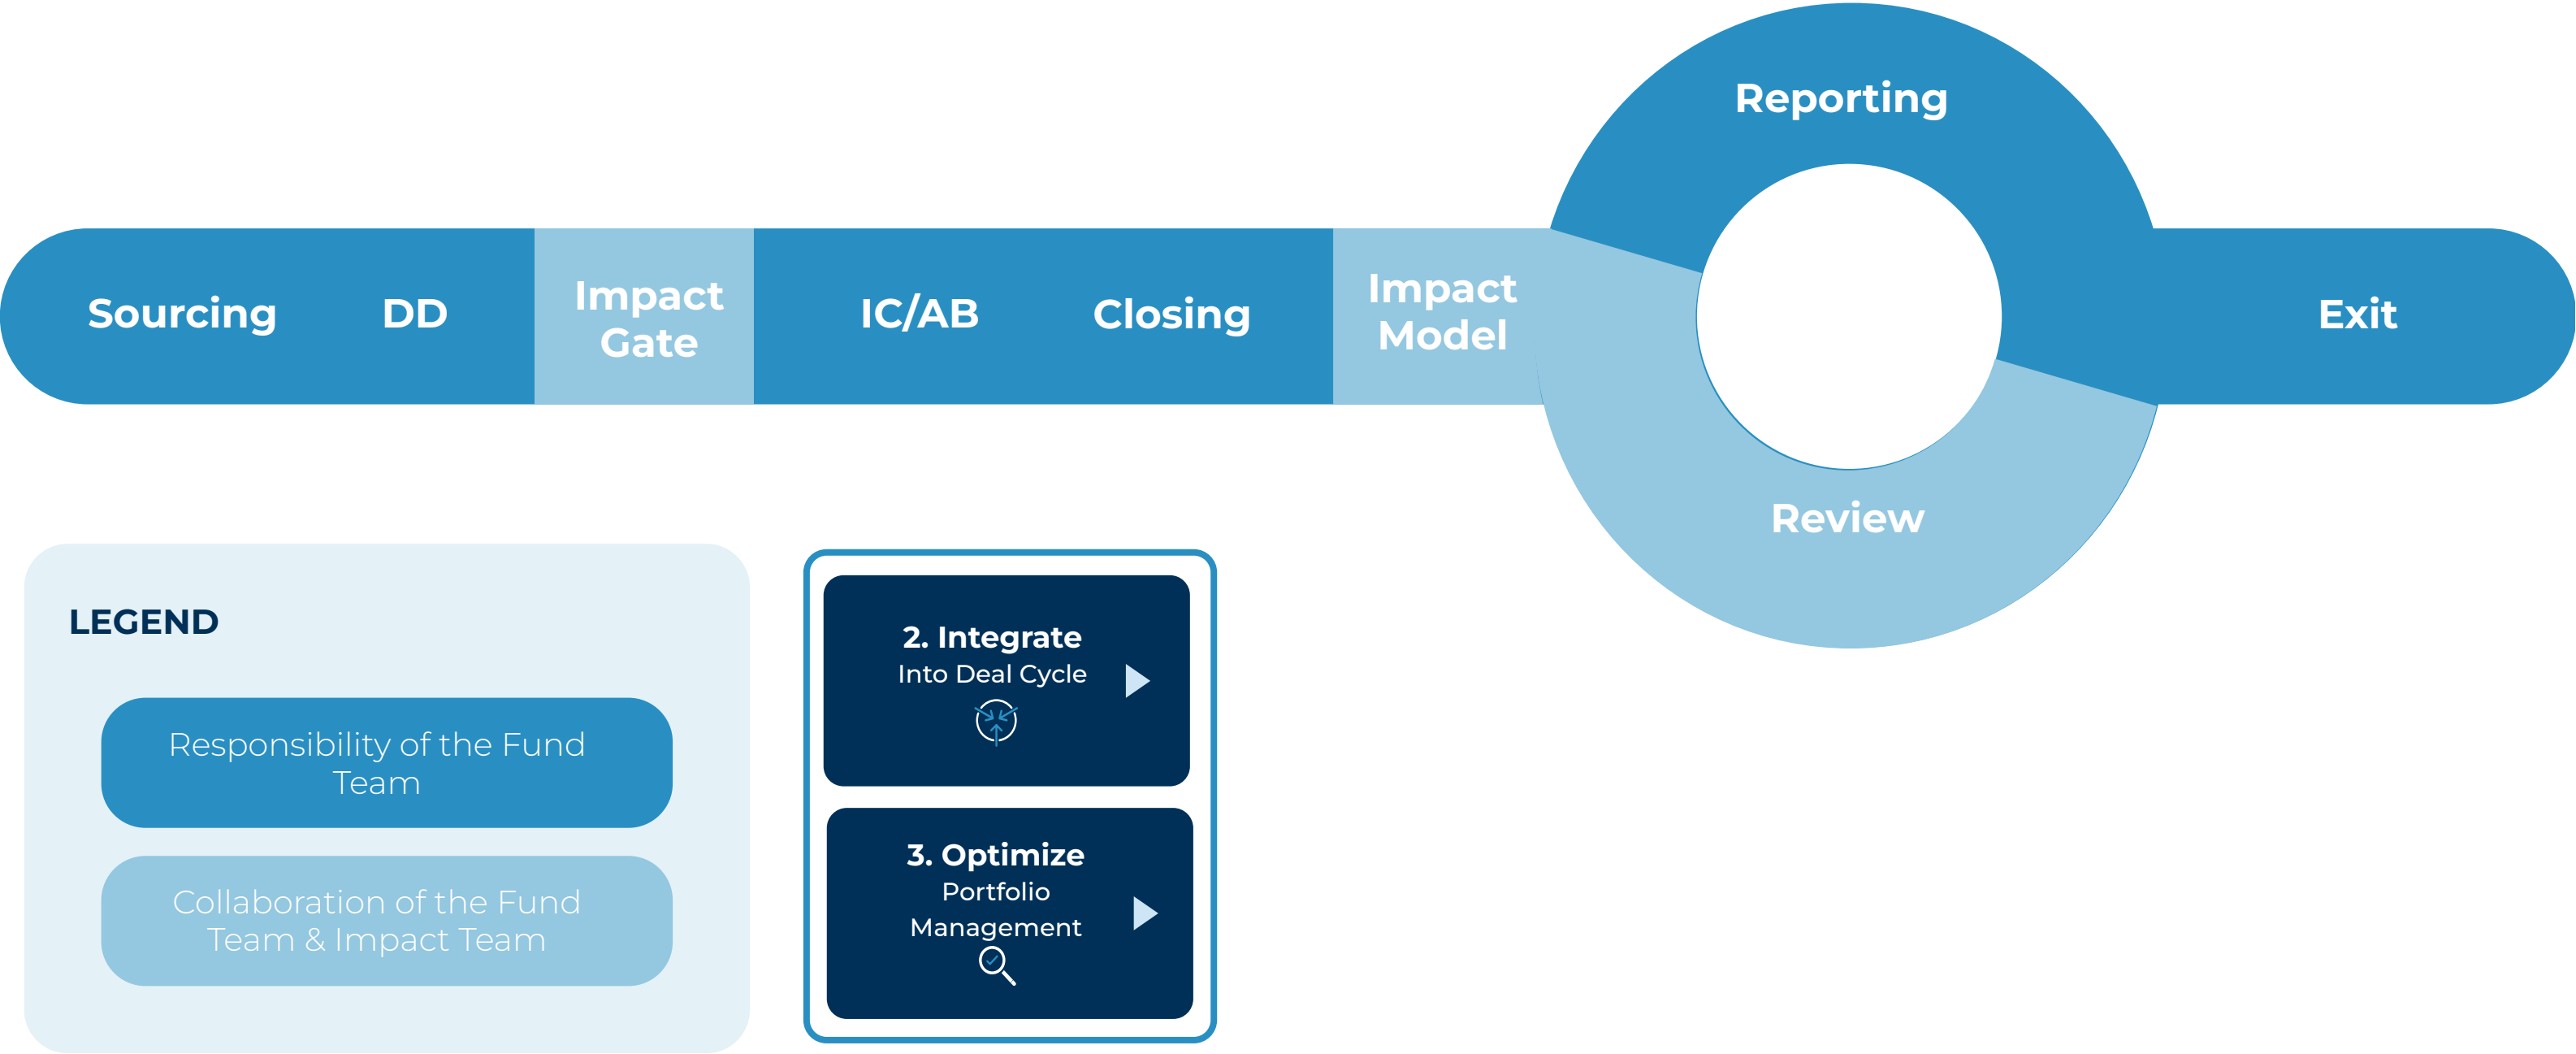 Reporting
Sourcing
DD
Impact
Gate
IC/AB
Closing
Impact
Model
Exit
Review
LEGEND
Responsibility of the Fund
Team
Collaboration of the Fund
Team & Impact Team
2. Integrate
Into Deal Cycle
3. Optimize
Portfolio
Management